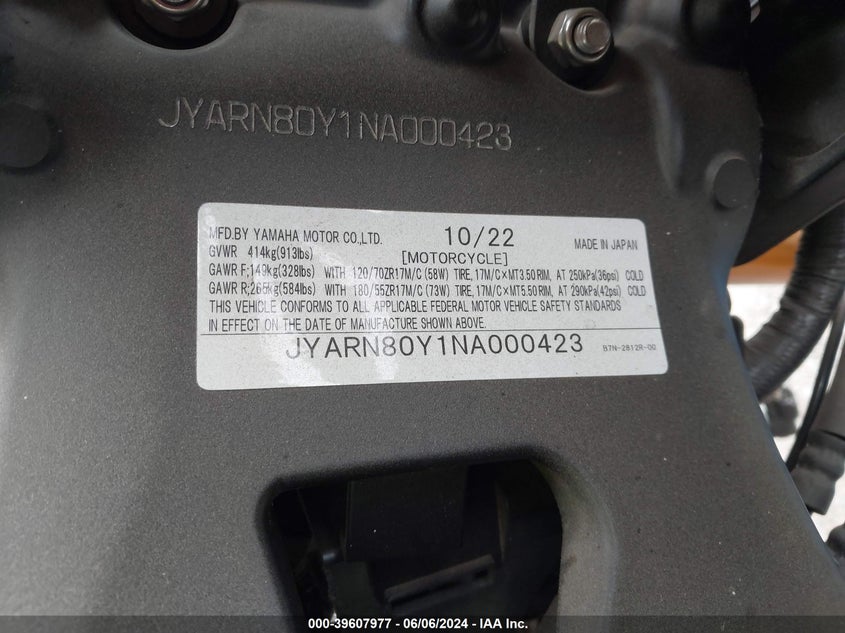 JYARN80Y1NA000423
MFD.BY YAMAHA MOTOR CO.,LTD. 10/22 MADE IN JAPAN
GVWR 414kg(913lbs) [MOTORCYCLE]
GAWR F;149kg(328lbs) WITH 120/70ZR17M/C (58W) TIRE, 17M/C×MT3.50 RIM, AT 250kPa(36psi) COLD
GAWR R;265kg(584lbs) WITH 180/55ZR17M/C (73W) TIRE, 17M/C×MT5.50 RIM, AT 290kPa(42psi) COLD
THIS VEHICLE CONFORMS TO ALL APPLICABLE FEDERAL MOTOR VEHICLE SAFETY STANDARDS
IN EFFECT ON THE DATE OF MANUFACTURE SHOWN ABOVE.
JYARN80Y1NA000423 B7N-2812R-00
000-39607977 - 06/06/2024 - IAA Inc.